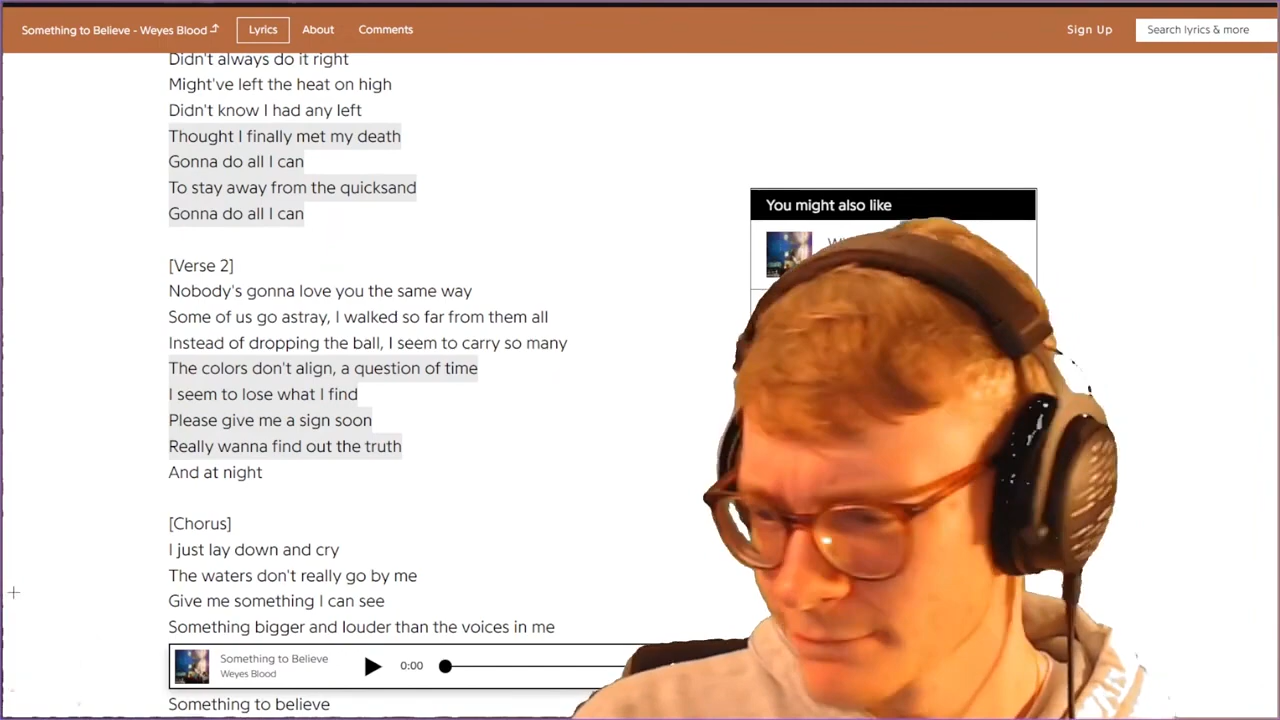 Something to Believe - Weyes Blood
Lyrics
About
Comments
Sign Up
Search lyrics & more
Didn't always do it right
Might've left the heat on high
Didn't know I had any left
Thought I finally met my death
Gonna do all I can
To stay away from the quicksand
Gonna do all I can
[Verse 2]
Nobody's gonna love you the same way
Some of us go astray, I walked so far from them all
Instead of dropping the ball, I seem to carry so many
The colors don't align, a question of time
I seem to lose what I find
Please give me a sign soon
Really wanna find out the truth
And at night
[Chorus]
I just lay down and cry
The waters don't really go by me
Give me something I can see
Something bigger and louder than the voices in me
Something to believe
You might also like
Something to Believe
Weyes Blood
0:00